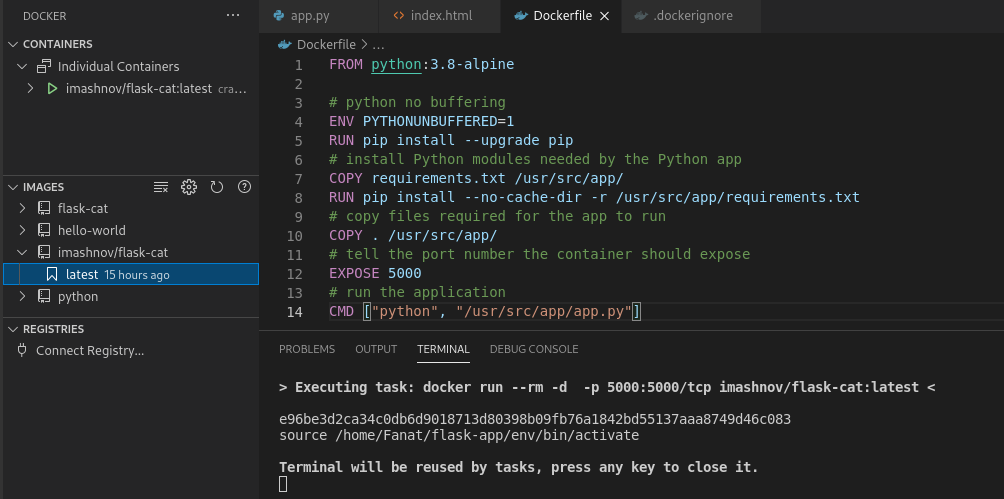 DOCKER ...
CONTAINERS
Individual Containers
imashnov/flask-cat:latest cra...
IMAGES
flask-cat
hello-world
imashnov/flask-cat
latest 15 hours ago
python
REGISTRIES
Connect Registry...
app.py index.html Dockerfile .dockerignore
Dockerfile > ...
1 FROM python:3.8-alpine
2
3 # python no buffering
4 ENV PYTHONUNBUFFERED=1
5 RUN pip install --upgrade pip
6 # install Python modules needed by the Python app
7 COPY requirements.txt /usr/src/app/
8 RUN pip install --no-cache-dir -r /usr/src/app/requirements.txt
9 # copy files required for the app to run
10 COPY . /usr/src/app/
11 # tell the port number the container should expose
12 EXPOSE 5000
13 # run the application
14 CMD ["python", "/usr/src/app/app.py"]
PROBLEMS OUTPUT TERMINAL DEBUG CONSOLE
> Executing task: docker run --rm -d  -p 5000:5000/tcp imashnov/flask-cat:latest <
e96be3d2ca34c0db6d9018713d80398b09fb76a1842bd55137aaa8749d46c083
source /home/Fanat/flask-app/env/bin/activate
Terminal will be reused by tasks, press any key to close it.